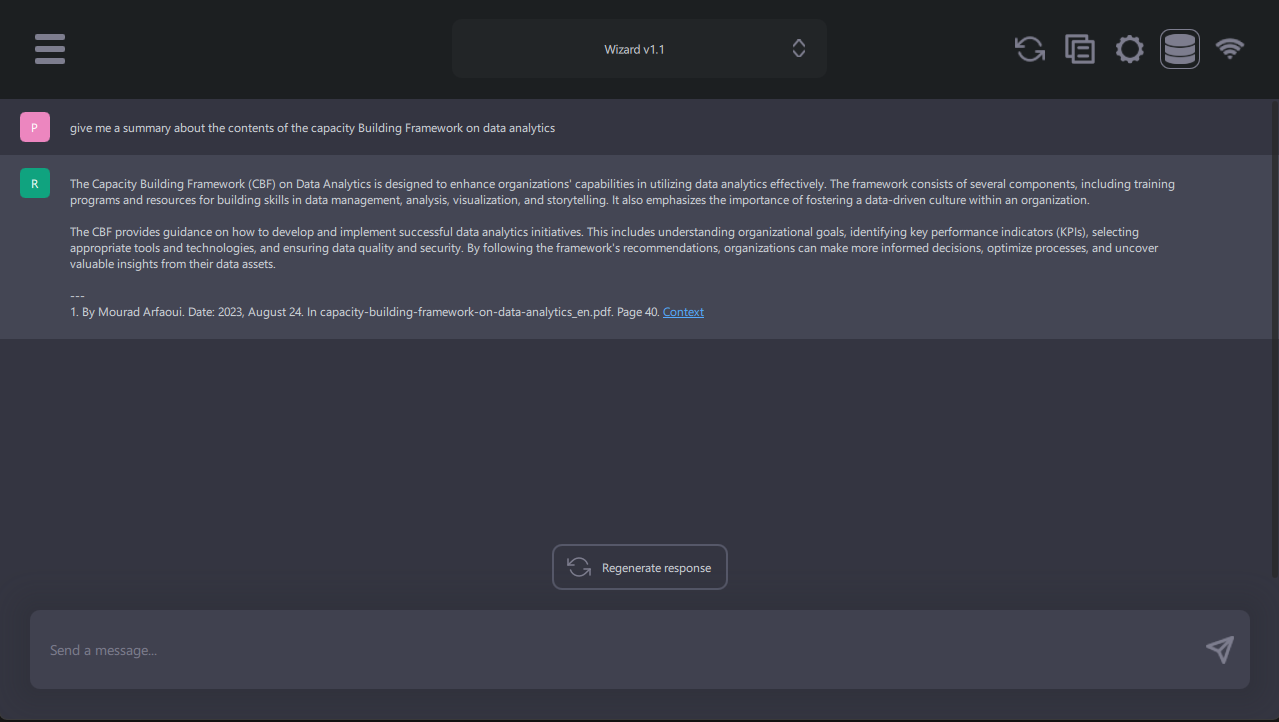 Wizard v1.1
P
give me a summary about the contents of the capacity Building Framework on data analytics
R
The Capacity Building Framework (CBF) on Data Analytics is designed to enhance organizations' capabilities in utilizing data analytics effectively. The framework consists of several components, including training
programs and resources for building skills in data management, analysis, visualization, and storytelling. It also emphasizes the importance of fostering a data-driven culture within an organization.
The CBF provides guidance on how to develop and implement successful data analytics initiatives. This includes understanding organizational goals, identifying key performance indicators (KPIs), selecting
appropriate tools and technologies, and ensuring data quality and security. By following the framework's recommendations, organizations can make more informed decisions, optimize processes, and uncover
valuable insights from their data assets.
---
1. By Mourad Arfaoui. Date: 2023, August 24. In capacity-building-framework-on-data-analytics_en.pdf. Page 40. Context
Regenerate response
Send a message...